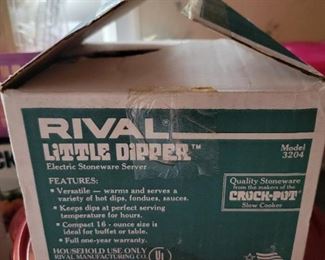 RIVAL
LITTLE DIPPER™
Electric Stoneware Server
Model
3204
FEATURES:
• Versatile — warms and serves a
variety of hot dips, fondues, sauces.
• Keeps dips at perfect serving
temperature for hours.
• Compact 16 - ounce size is
ideal for buffet or table.
• Full one-year warranty.
Quality Stoneware
from the makers of the
CROCK-POT®
Slow Cooker
HOUSEHOLD USE ONLY
RIVAL MANUFACTURING CO.
UL